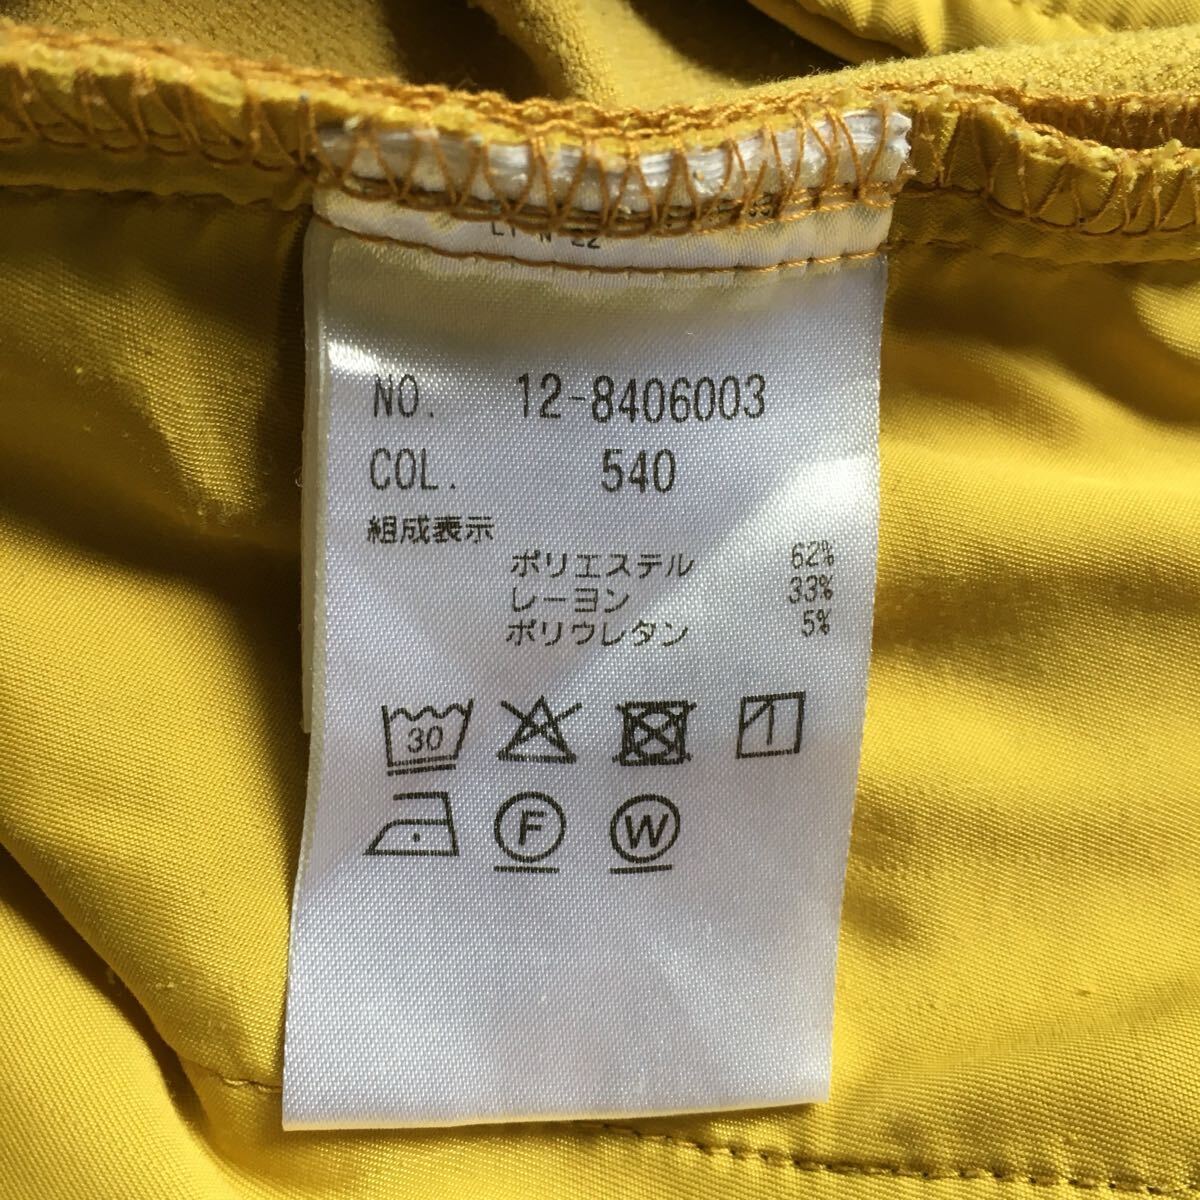 NO. 12-8406003
COL. 540
組成表示
ポリエステル 62%
レーヨン 33%
ポリウレタン 5%
30
F W